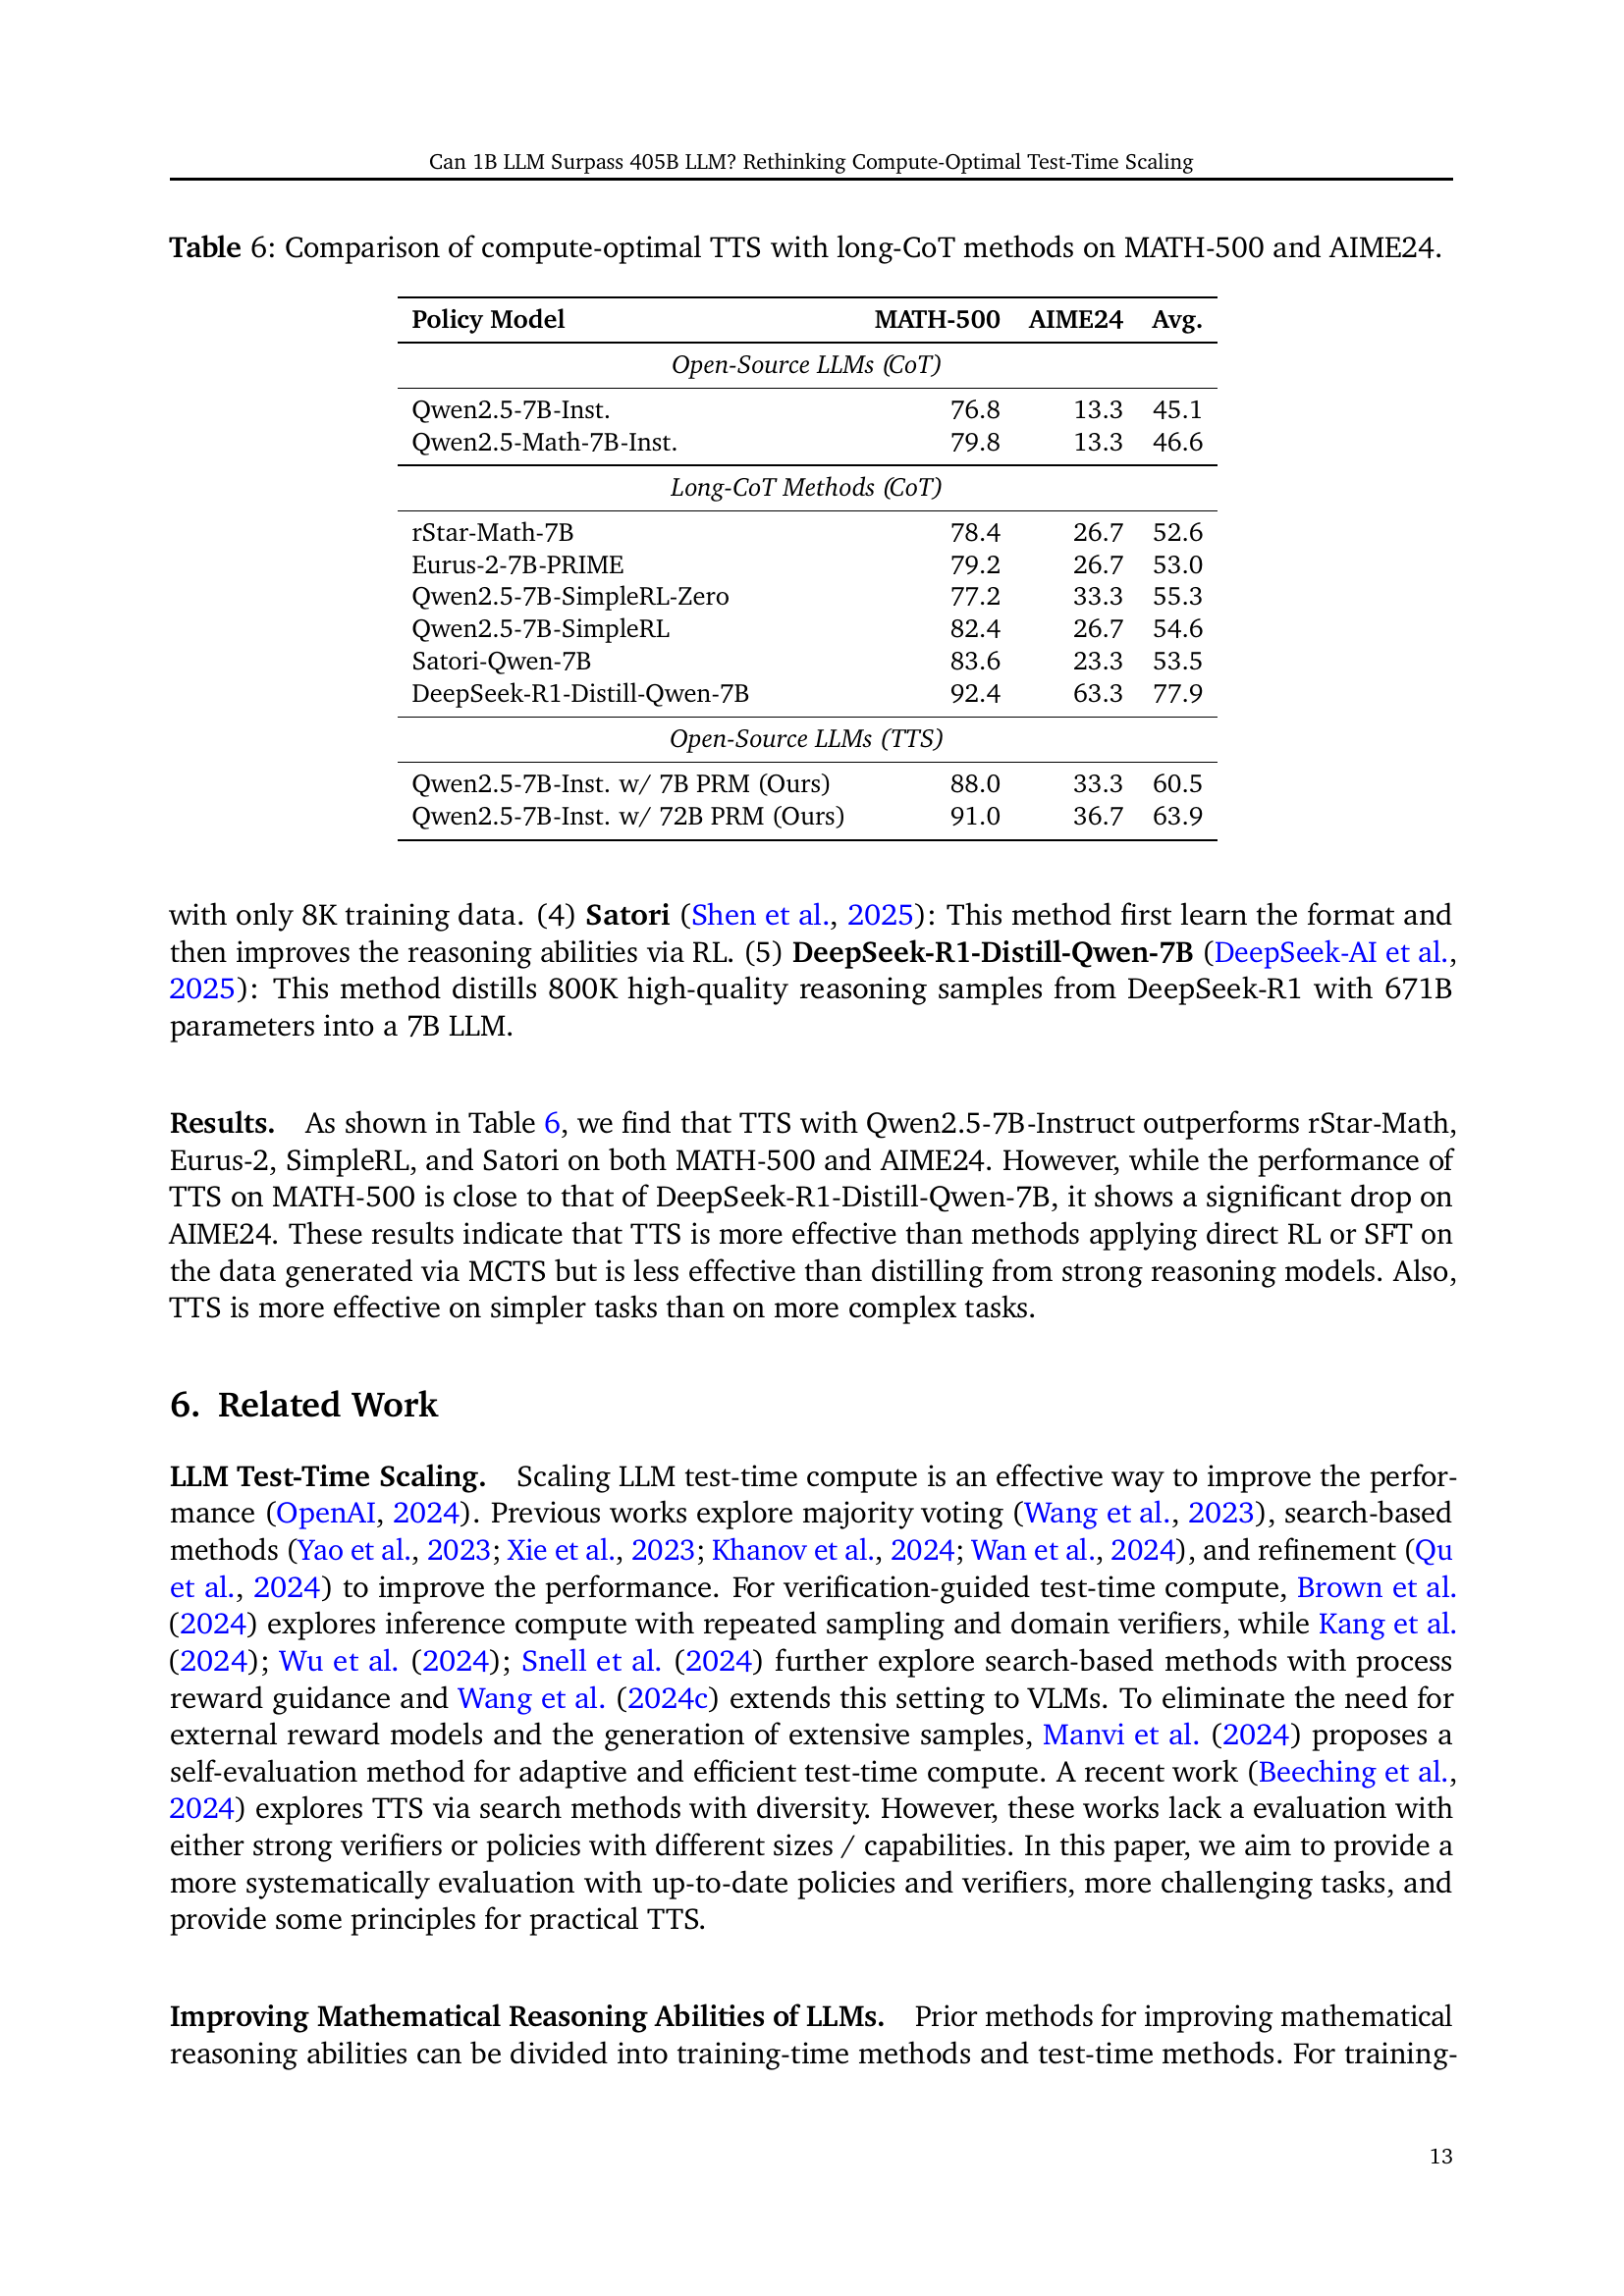 Can 1B LLM Surpass 405B LLM? Rethinking Compute-Optimal Test-Time Scaling
Table 6: Comparison of compute-optimal TTS with long-CoT methods on MATH-500 and AIME24.
Policy Model MATH-500 AIME24 Avg.
Open-Source LLMs (CoT)
Qwen2.5-7B-Inst. 76.8 13.3 45.1
Qwen2.5-Math-7B-Inst. 79.8 13.3 46.6
Long-CoT Methods (CoT)
rStar-Math-7B 78.4 26.7 52.6
Eurus-2-7B-PRIME 79.2 26.7 53.0
Qwen2.5-7B-SimpleRL-Zero 77.2 33.3 55.3
Qwen2.5-7B-SimpleRL 82.4 26.7 54.6
Satori-Qwen-7B 83.6 23.3 53.5
DeepSeek-R1-Distill-Qwen-7B 92.4 63.3 77.9
Open-Source LLMs (TTS)
Qwen2.5-7B-Inst. w/ 7B PRM (Ours) 88.0 33.3 60.5
Qwen2.5-7B-Inst. w/ 72B PRM (Ours) 91.0 36.7 63.9
with only 8K training data. (4) Satori (Shen et al., 2025): This method first learn the format and
then improves the reasoning abilities via RL. (5) DeepSeek-R1-Distill-Qwen-7B (DeepSeek-AI et al.,
2025): This method distills 800K high-quality reasoning samples from DeepSeek-R1 with 671B
parameters into a 7B LLM.
Results. As shown in Table 6, we find that TTS with Qwen2.5-7B-Instruct outperforms rStar-Math,
Eurus-2, SimpleRL, and Satori on both MATH-500 and AIME24. However, while the performance of
TTS on MATH-500 is close to that of DeepSeek-R1-Distill-Qwen-7B, it shows a significant drop on
AIME24. These results indicate that TTS is more effective than methods applying direct RL or SFT on
the data generated via MCTS but is less effective than distilling from strong reasoning models. Also,
TTS is more effective on simpler tasks than on more complex tasks.
6. Related Work
LLM Test-Time Scaling. Scaling LLM test-time compute is an effective way to improve the perfor-
mance (OpenAI, 2024). Previous works explore majority voting (Wang et al., 2023), search-based
methods (Yao et al., 2023; Xie et al., 2023; Khanov et al., 2024; Wan et al., 2024), and refinement (Qu
et al., 2024) to improve the performance. For verification-guided test-time compute, Brown et al.
(2024) explores inference compute with repeated sampling and domain verifiers, while Kang et al.
(2024); Wu et al. (2024); Snell et al. (2024) further explore search-based methods with process
reward guidance and Wang et al. (2024c) extends this setting to VLMs. To eliminate the need for
external reward models and the generation of extensive samples, Manvi et al. (2024) proposes a
self-evaluation method for adaptive and efficient test-time compute. A recent work (Beeching et al.,
2024) explores TTS via search methods with diversity. However, these works lack a evaluation with
either strong verifiers or policies with different sizes / capabilities. In this paper, we aim to provide a
more systematically evaluation with up-to-date policies and verifiers, more challenging tasks, and
provide some principles for practical TTS.
Improving Mathematical Reasoning Abilities of LLMs. Prior methods for improving mathematical
reasoning abilities can be divided into training-time methods and test-time methods. For training-
13